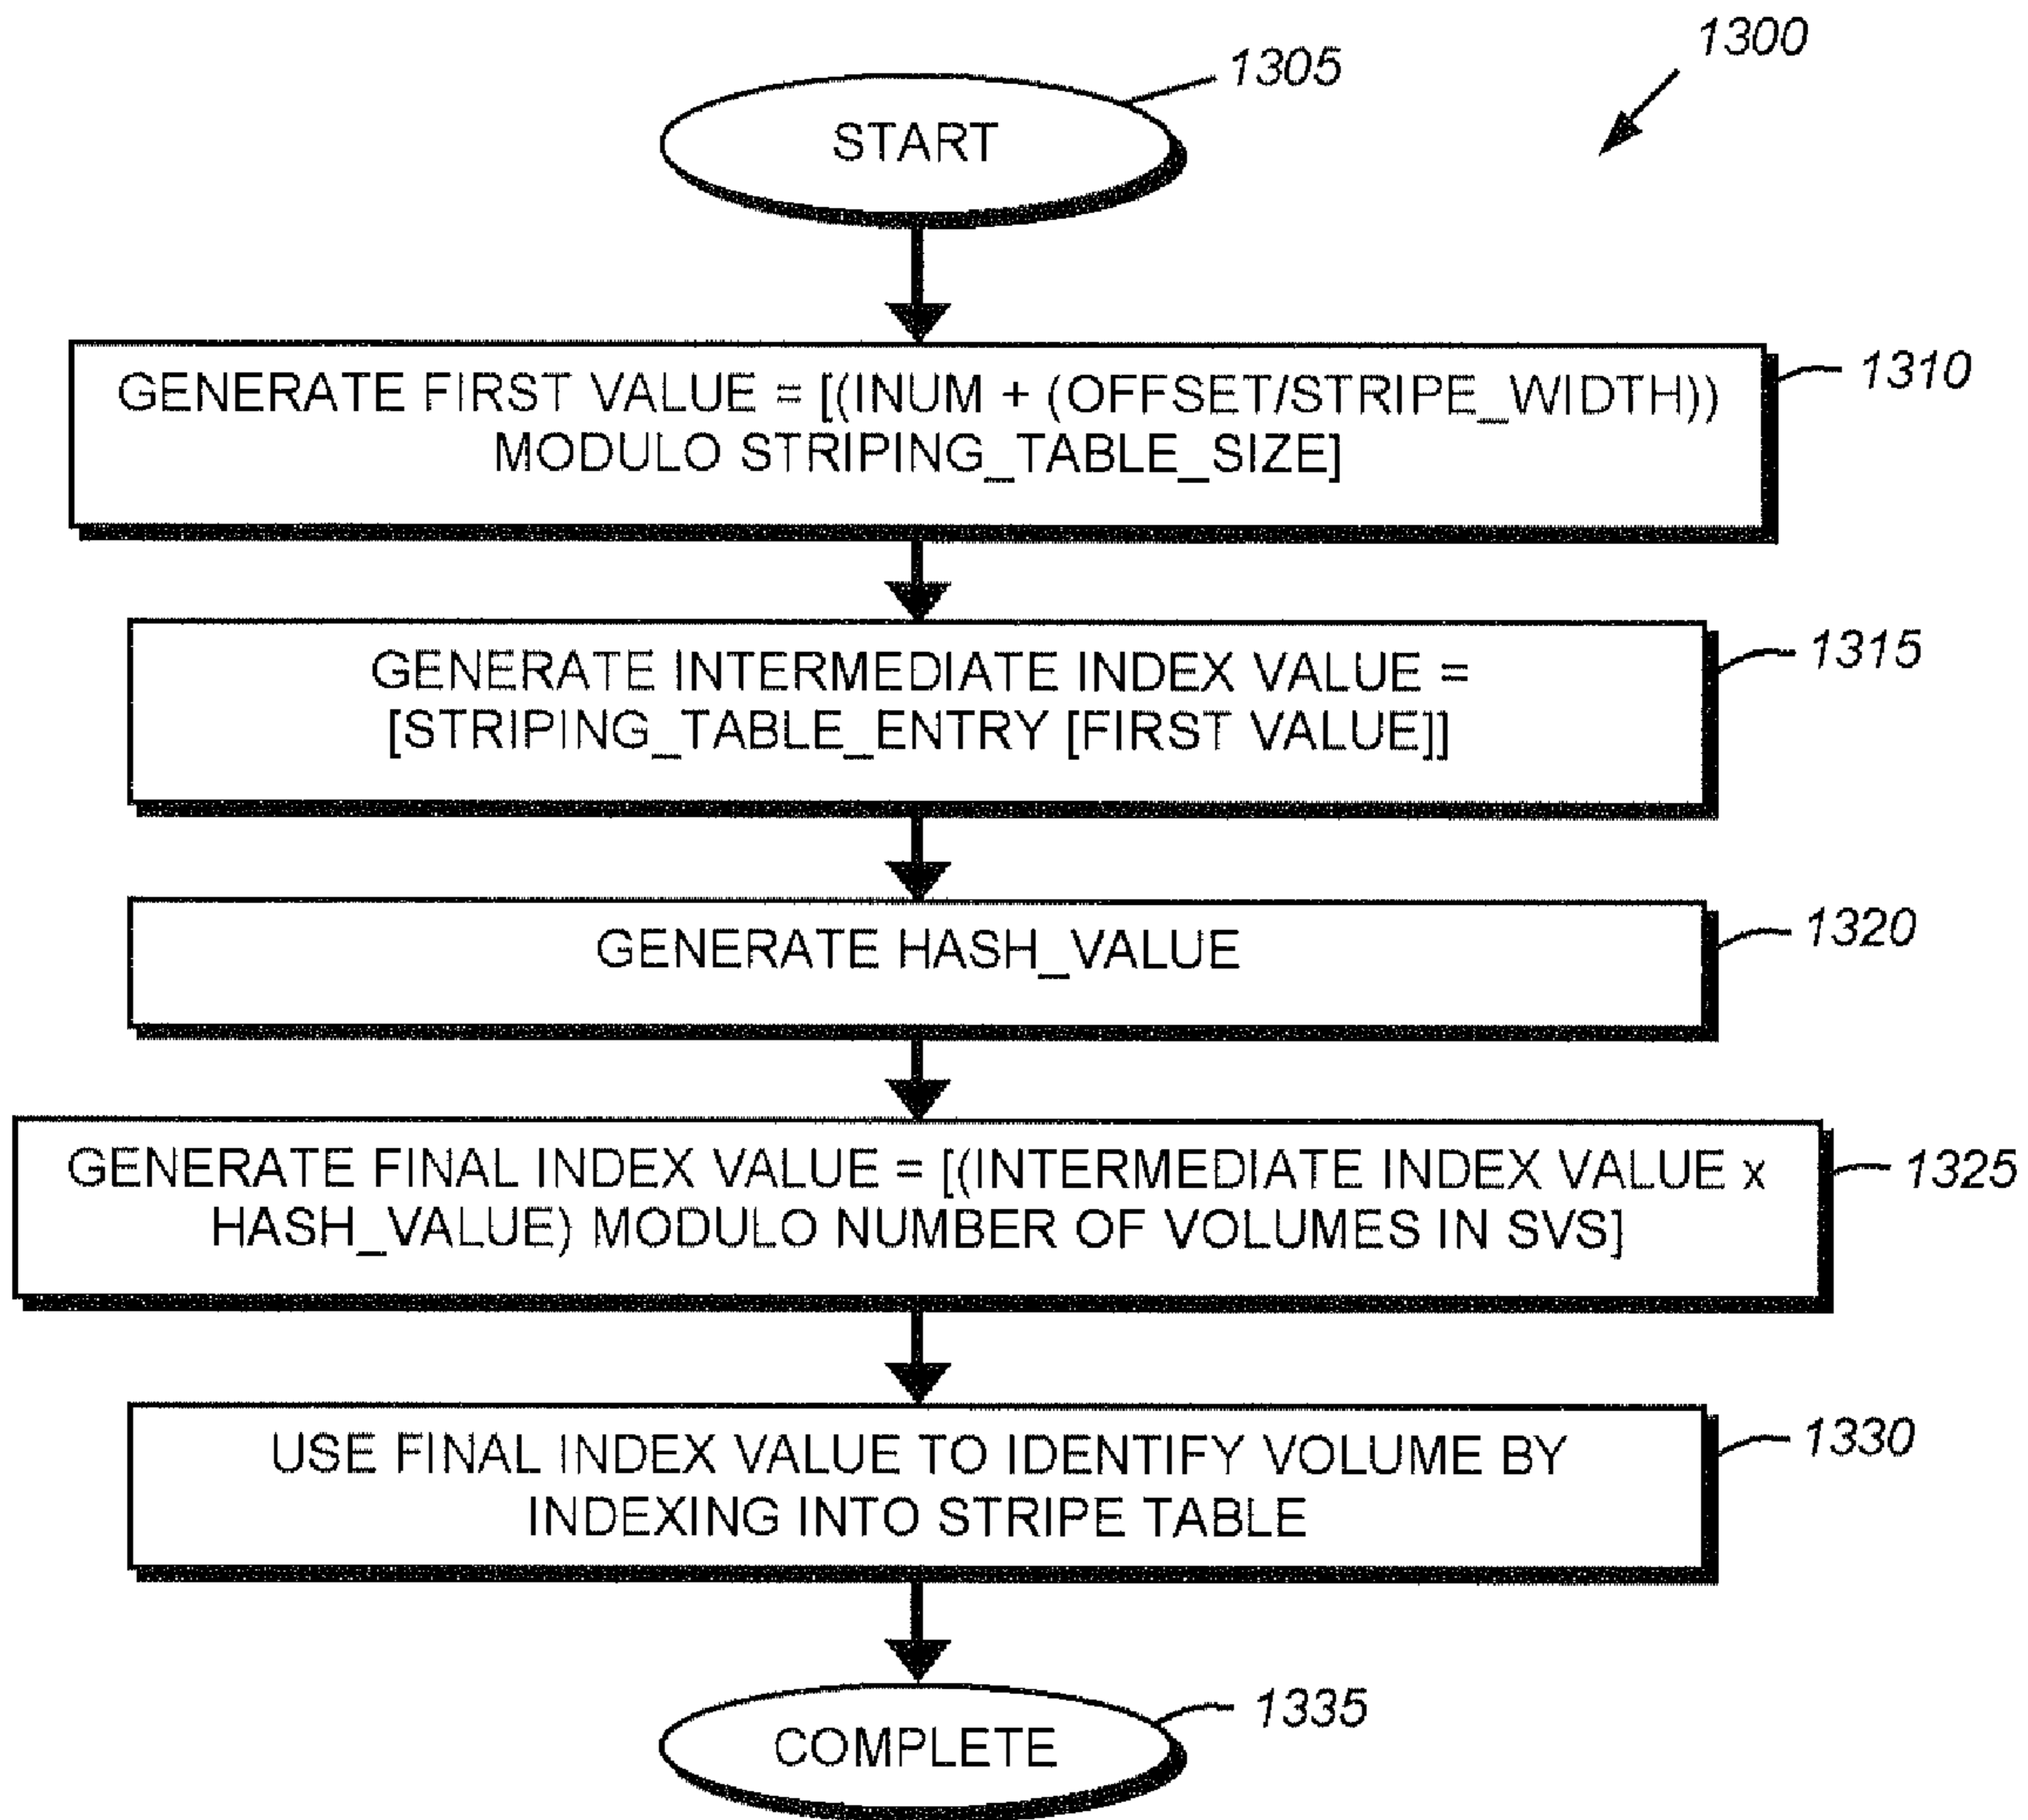 1300
1305
START
1310
GENERATE FIRST VALUE = [(INUM + (OFFSET/STRIPE_WIDTH))
MODULO STRIPING_TABLE_SIZE]
1315
GENERATE INTERMEDIATE INDEX VALUE =
[STRIPING_TABLE_ENTRY [FIRST VALUE]]
1320
GENERATE HASH_VALUE
1325
GENERATE FINAL INDEX VALUE = [(INTERMEDIATE INDEX VALUE x
HASH_VALUE) MODULO NUMBER OF VOLUMES IN SVS]
1330
USE FINAL INDEX VALUE TO IDENTIFY VOLUME BY
INDEXING INTO STRIPE TABLE
1335
COMPLETE